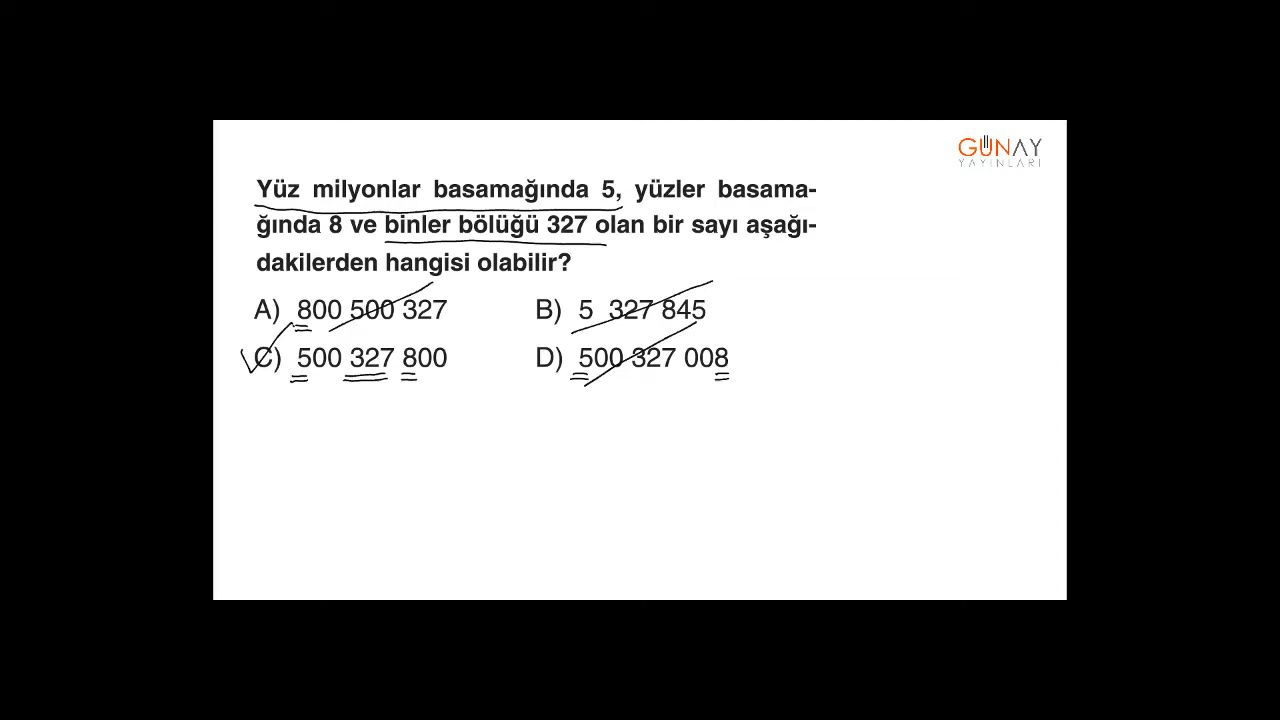 GÜNAY
YAYINLARI
Yüz milyonlar basamağında 5, yüzler basama-
ğında 8 ve binler bölüğü 327 olan bir sayı aşağı-
dakilerden hangisi olabilir?
A) 800 500 327 B) 5 327 845
C) 500 327 800 D) 500 327 008